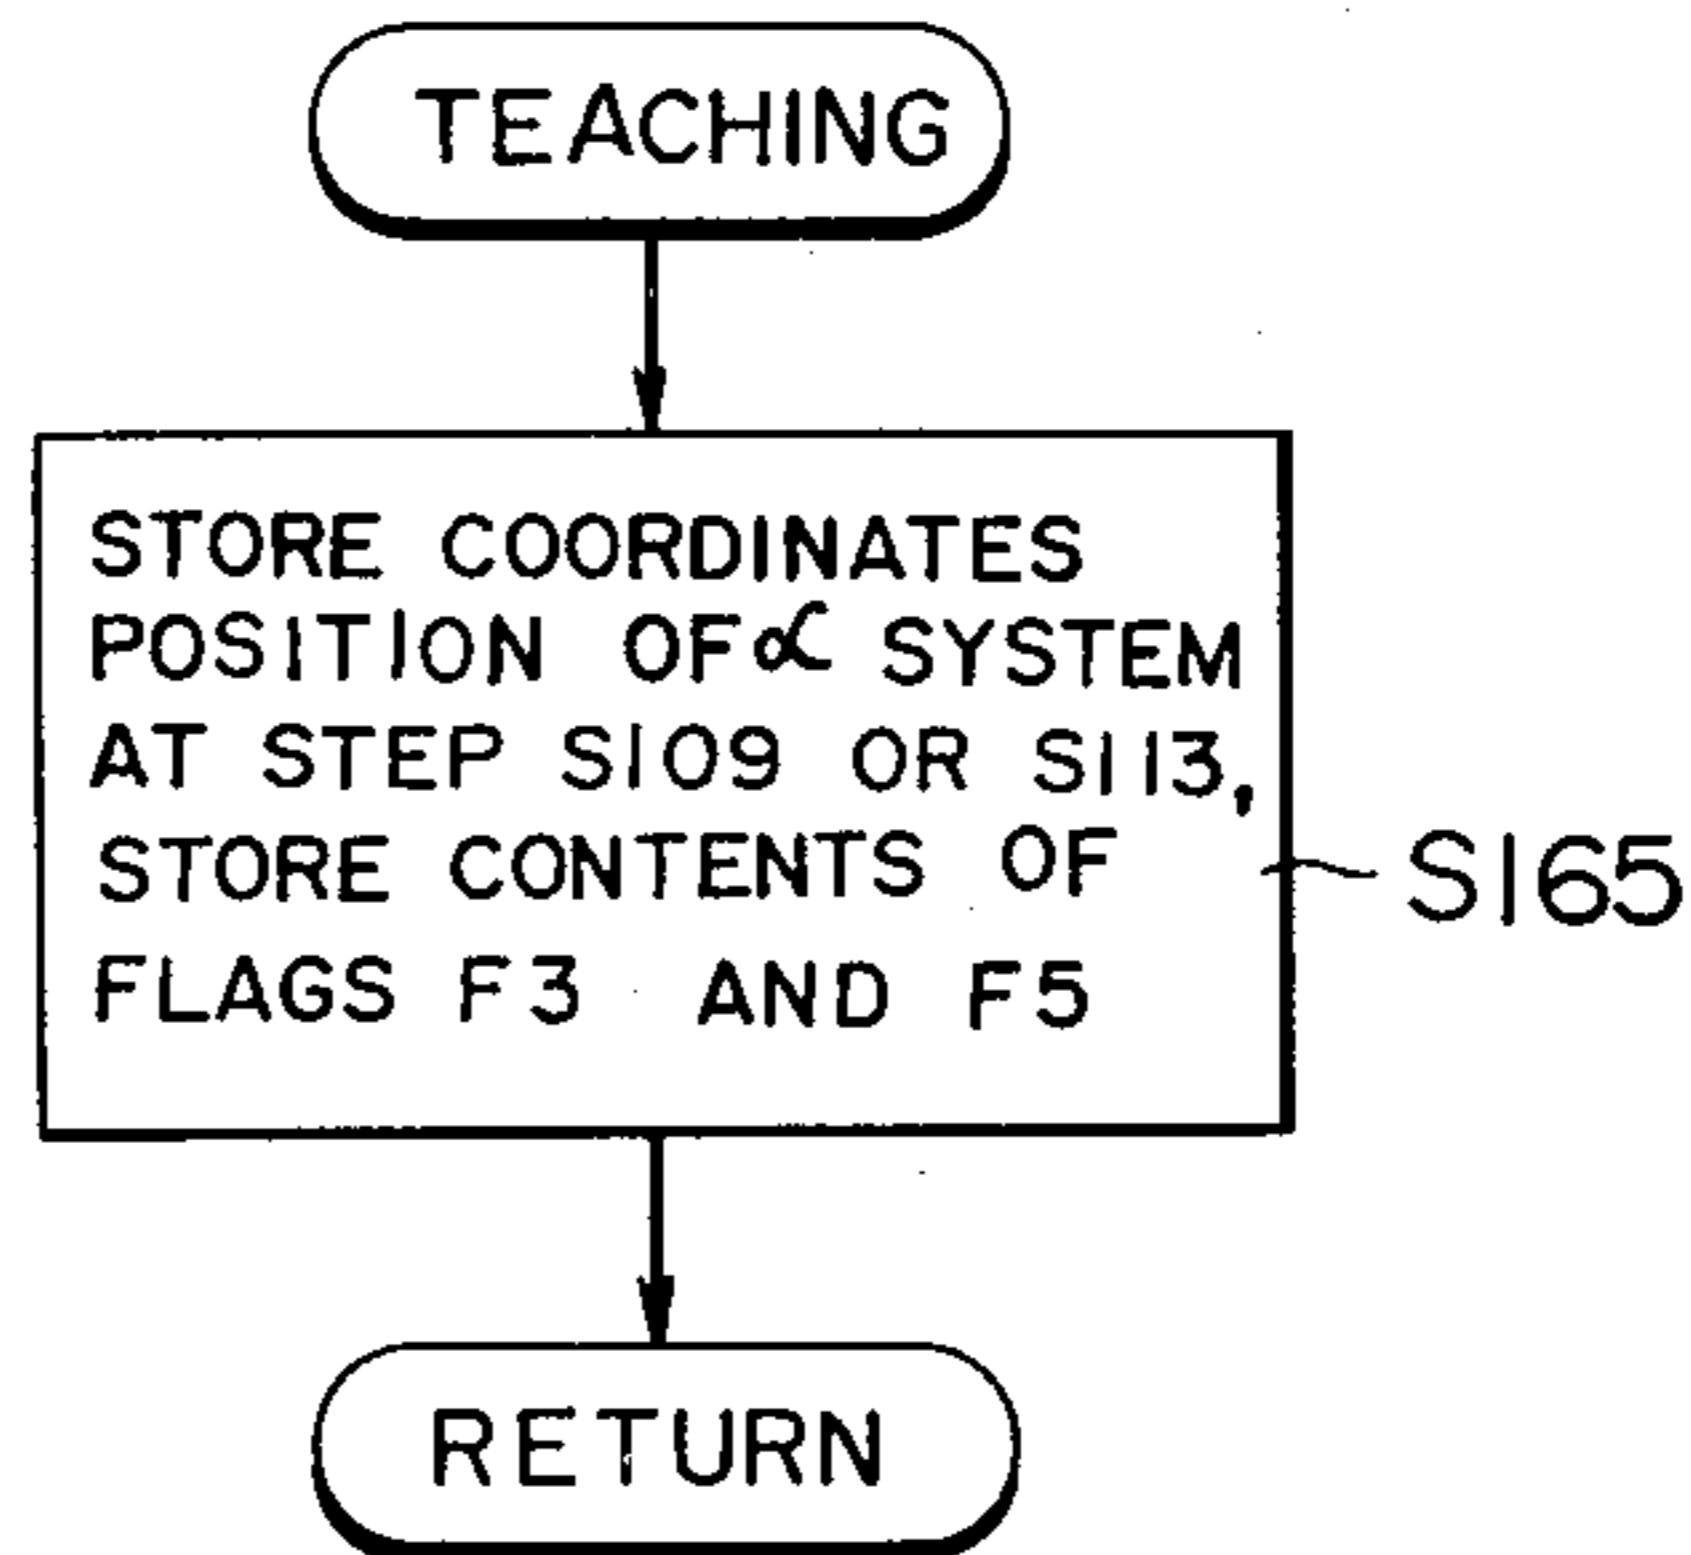 TEACHING
STORE COORDINATES
POSITION OF α SYSTEM
AT STEP S109 OR S113,
STORE CONTENTS OF
FLAGS F3 AND F5
S165
RETURN